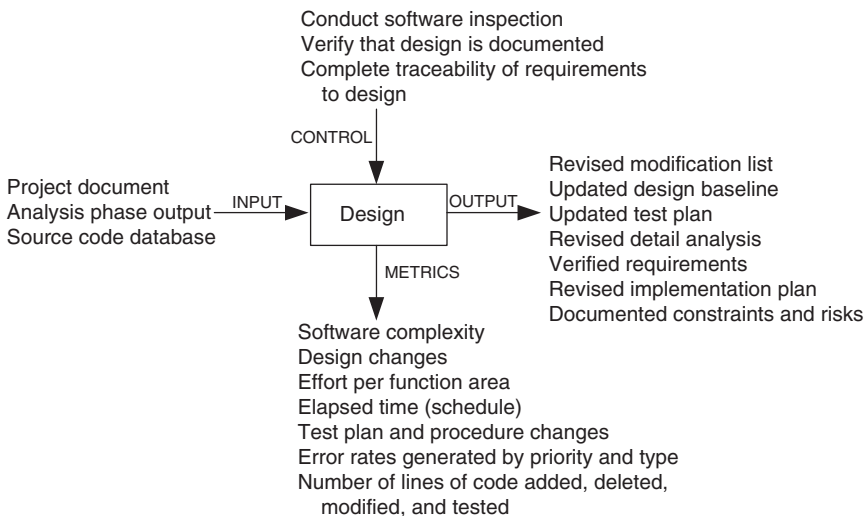 Conduct software inspection
Verify that design is documented
Complete traceability of requirements
to design
CONTROL
Project document
Analysis phase output
Source code database
INPUT
Design
OUTPUT
Revised modification list
Updated design baseline
Updated test plan
Revised detail analysis
Verified requirements
Revised implementation plan
Documented constraints and risks
METRICS
Software complexity
Design changes
Effort per function area
Elapsed time (schedule)
Test plan and procedure changes
Error rates generated by priority and type
Number of lines of code added, deleted,
modified, and tested